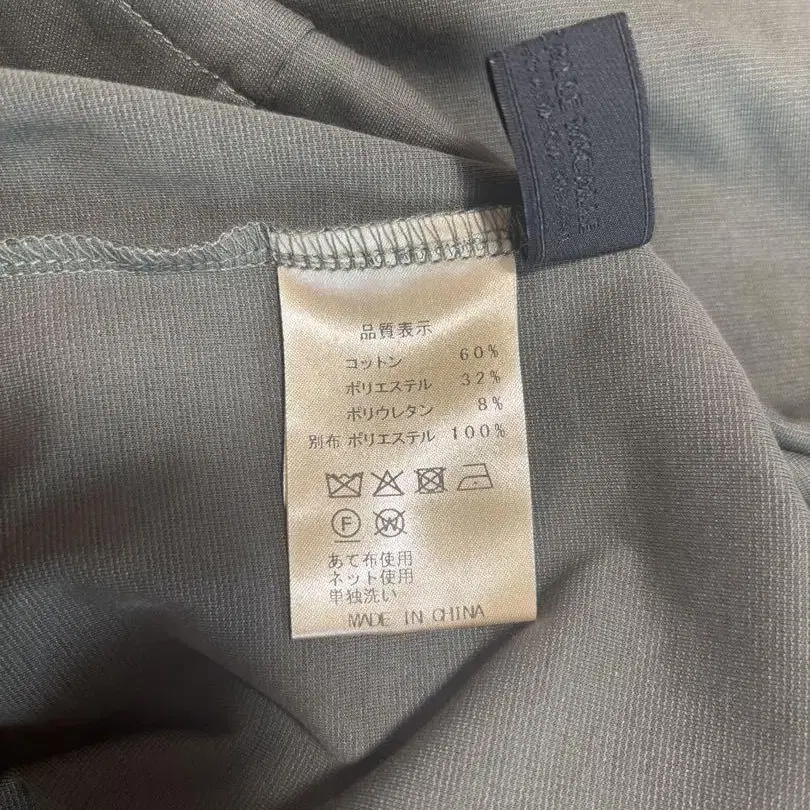 品質表示
コットン 60%
ポリエステル 32%
ポリウレタン 8%
別布 ポリエステル 100%
F W
あて布使用
ネット使用
単独洗い
MADE IN CHINA